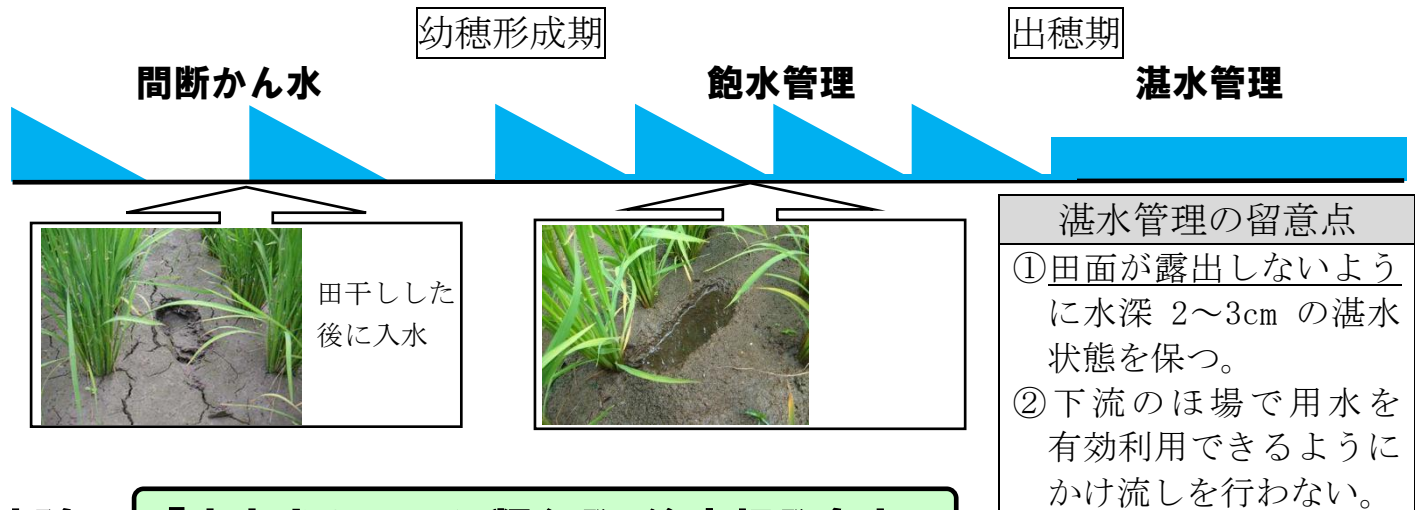 幼穂形成期
出穂期
間断かん水
飽水管理
湛水管理
田干しした
後に入水
湛水管理の留意点
①田面が露出しないよう
に水深 2～3cm の湛水
状態を保つ。
②下流のほ場で用水を
有効利用できるように
かけ流しを行わない。